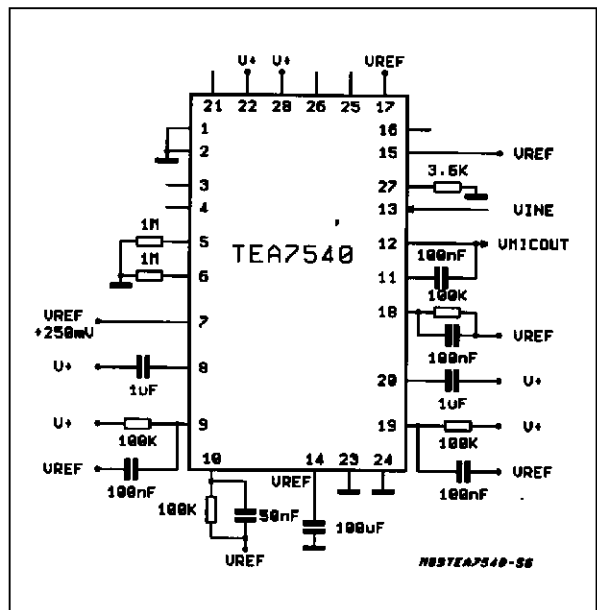 V+ V+ VREF
21 22 28 26 25 17
1 16
2 15 VREF
3 27 3.6K
4 13 VINE
1M 5 TEA7540 12 VMICOUT
100nF
1M 6 11
100K
18
VREF +250mV 7 VREF
100nF
V+ 8 20 V+
1uF 1uF
V+ 9 19 V+
100K 100K
10 14 23 24
VREF VREF VREF
100nF 100nF
100K 50nF 100uF
VREF
M89TEA7540-56